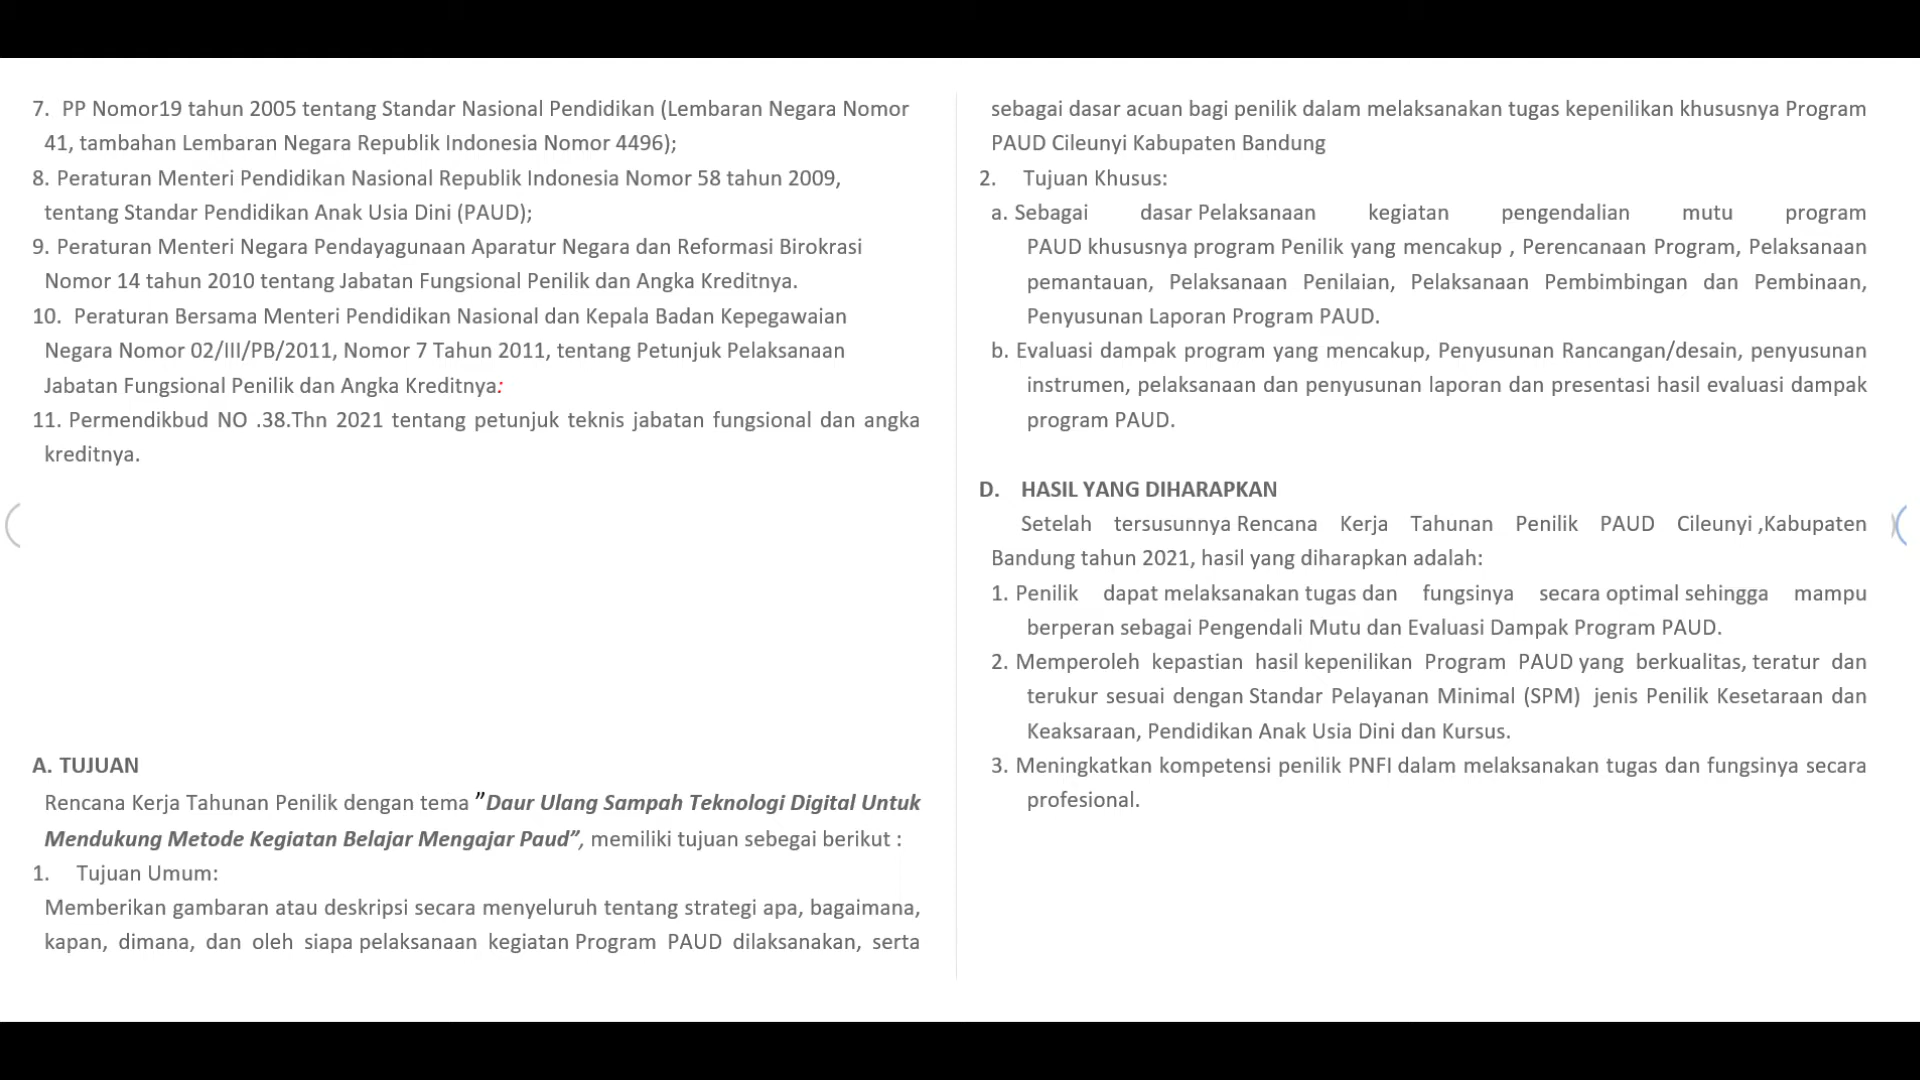 7. PP Nomor19 tahun 2005 tentang Standar Nasional Pendidikan (Lembaran Negara Nomor
41, tambahan Lembaran Negara Republik Indonesia Nomor 4496);
8. Peraturan Menteri Pendidikan Nasional Republik Indonesia Nomor 58 tahun 2009,
tentang Standar Pendidikan Anak Usia Dini (PAUD);
9. Peraturan Menteri Negara Pendayagunaan Aparatur Negara dan Reformasi Birokrasi
Nomor 14 tahun 2010 tentang Jabatan Fungsional Penilik dan Angka Kreditnya.
10. Peraturan Bersama Menteri Pendidikan Nasional dan Kepala Badan Kepegawaian
Negara Nomor 02/III/PB/2011, Nomor 7 Tahun 2011, tentang Petunjuk Pelaksanaan
Jabatan Fungsional Penilik dan Angka Kreditnya:
11. Permendikbud NO .38.Thn 2021 tentang petunjuk teknis jabatan fungsional dan angka
kreditnya.
A. TUJUAN
Rencana Kerja Tahunan Penilik dengan tema ”Daur Ulang Sampah Teknologi Digital Untuk
Mendukung Metode Kegiatan Belajar Mengajar Paud”, memiliki tujuan sebegai berikut :
1. Tujuan Umum:
Memberikan gambaran atau deskripsi secara menyeluruh tentang strategi apa, bagaimana,
kapan, dimana, dan oleh siapa pelaksanaan kegiatan Program PAUD dilaksanakan, serta
sebagai dasar acuan bagi penilik dalam melaksanakan tugas kepenilikan khususnya Program
PAUD Cileunyi Kabupaten Bandung
2. Tujuan Khusus:
a. Sebagai dasar Pelaksanaan kegiatan pengendalian mutu program
PAUD khususnya program Penilik yang mencakup , Perencanaan Program, Pelaksanaan
pemantauan, Pelaksanaan Penilaian, Pelaksanaan Pembimbingan dan Pembinaan,
Penyusunan Laporan Program PAUD.
b. Evaluasi dampak program yang mencakup, Penyusunan Rancangan/desain, penyusunan
instrumen, pelaksanaan dan penyusunan laporan dan presentasi hasil evaluasi dampak
program PAUD.
D. HASIL YANG DIHARAPKAN
Setelah tersusunnya Rencana Kerja Tahunan Penilik PAUD Cileunyi ,Kabupaten
Bandung tahun 2021, hasil yang diharapkan adalah:
1. Penilik dapat melaksanakan tugas dan fungsinya secara optimal sehingga mampu
berperan sebagai Pengendali Mutu dan Evaluasi Dampak Program PAUD.
2. Memperoleh kepastian hasil kepenilikan Program PAUD yang berkualitas, teratur dan
terukur sesuai dengan Standar Pelayanan Minimal (SPM) jenis Penilik Kesetaraan dan
Keaksaraan, Pendidikan Anak Usia Dini dan Kursus.
3. Meningkatkan kompetensi penilik PNFI dalam melaksanakan tugas dan fungsinya secara
profesional.